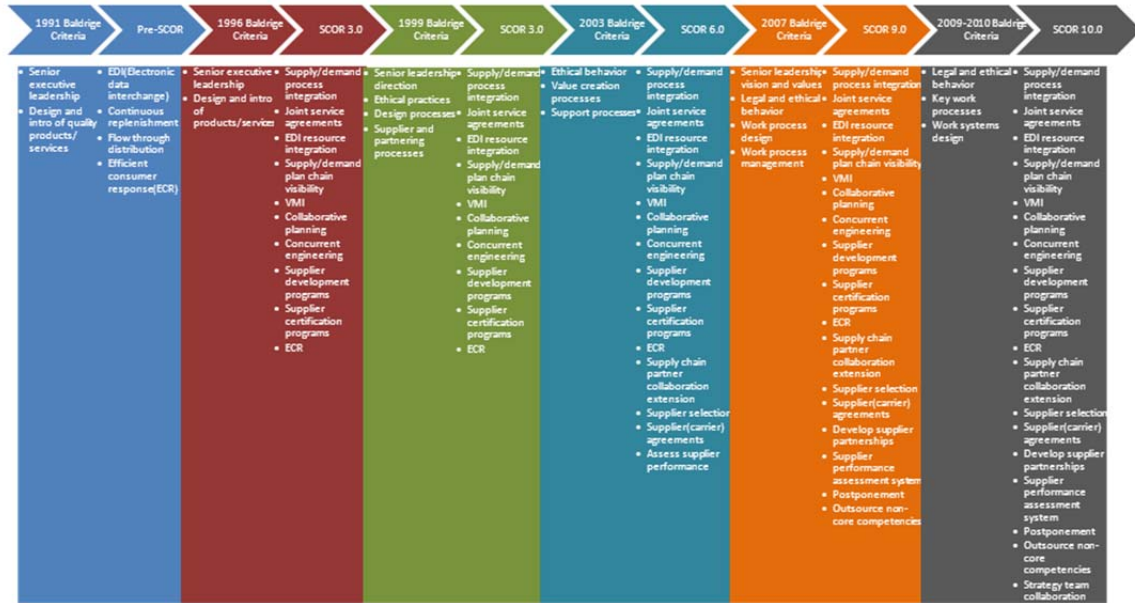 1991 Baldrige
Criteria
Pre-SCOR
1996 Baldrige
Criteria
SCOR 3.0
1999 Baldrige
Criteria
SCOR 3.0
2003 Baldrige
Criteria
SCOR 6.0
2007 Baldrige
Criteria
SCOR 9.0
2009-2010 Baldrige
Criteria
SCOR 10.0
• Senior
executive
leadership
• Design and
intro of quality
products/
services
• EDI(Electronic
data
interchange)
• Continuous
replenishment
• Flow through
distribution
• Efficient
consumer
response(ECR)
• Senior executive
leadership
• Design and intro
of
products/services
• Supply/demand
process
integration
• Joint service
agreements
• EDI resource
integration
• Supply/demand
plan chain
visibility
• VMI
• Collaborative
planning
• Concurrent
engineering
• Supplier
development
programs
• Supplier
certification
programs
• ECR
• Senior leadership
direction
• Ethical practices
• Design processes
• Supplier and
partnering
processes
• Supply/demand
process
integration
• Joint service
agreements
• EDI resource
integration
• Supply/demand
plan chain
visibility
• VMI
• Collaborative
planning
• Concurrent
engineering
• Supplier
development
programs
• Supplier
certification
programs
• ECR
• Ethical behavior
• Value creation
processes
• Support processes
• Supply/demand
process
integration
• Joint service
agreements
• EDI resource
integration
• Supply/demand
plan chain
visibility
• VMI
• Collaborative
planning
• Concurrent
engineering
• Supplier
development
programs
• Supplier
certification
programs
• ECR
• Supply chain
partner
collaboration
extension
• Supplier selection
• Supplier(carrier)
agreements
• Assess supplier
performance
• Senior leadership
vision and values
• Legal and ethical
behavior
• Work process
design
• Work process
management
• Supply/demand
process integration
• Joint service
agreements
• EDI resource
integration
• Supply/demand
plan chain visibility
• VMI
• Collaborative
planning
• Concurrent
engineering
• Supplier
development
programs
• Supplier
certification
programs
• ECR
• Supply chain
partner
collaboration
extension
• Supplier selection
• Supplier(carrier)
agreements
• Develop supplier
partnerships
• Supplier
performance
assessment system
• Postponement
• Outsource non-
core competencies
• Legal and ethical
behavior
• Key work
processes
• Work systems
design
• Supply/demand
process
integration
• Joint service
agreements
• EDI resource
integration
• Supply/demand
plan chain
visibility
• VMI
• Collaborative
planning
• Concurrent
engineering
• Supplier
development
programs
• Supplier
certification
programs
• ECR
• Supply chain
partner
collaboration
extension
• Supplier selection
• Supplier(carrier)
agreements
• Develop supplier
partnerships
• Supplier
performance
assessment
system
• Postponement
• Outsource non-
core
competencies
• Strategy team
collaboration